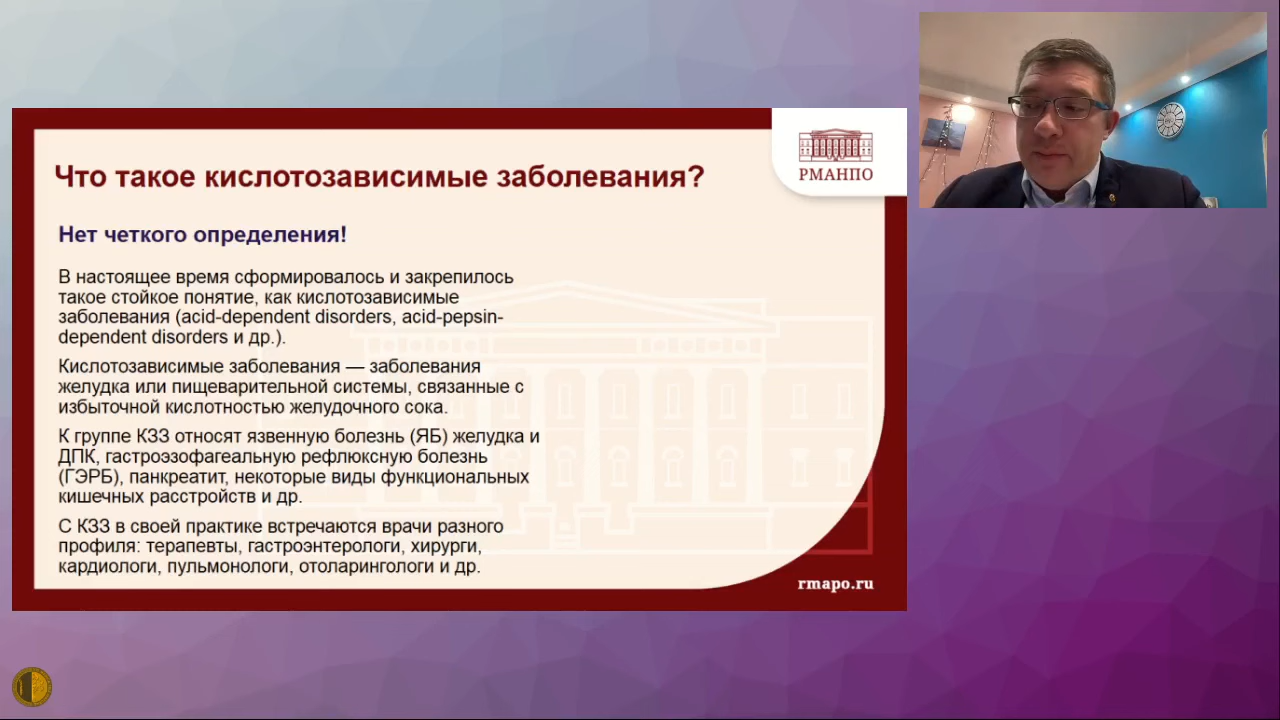 Что такое кислотозависимые заболевания?
РМАНПО
Нет четкого определения!
В настоящее время сформировалось и закрепилось
такое стойкое понятие, как кислотозависимые
заболевания (acid-dependent disorders, acid-pepsin-
dependent disorders и др.).
Кислотозависимые заболевания — заболевания
желудка или пищеварительной системы, связанные с
избыточной кислотностью желудочного сока.
К группе КЗЗ относят язвенную болезнь (ЯБ) желудка и
ДПК, гастроэзофагеальную рефлюксную болезнь
(ГЭРБ), панкреатит, некоторые виды функциональных
кишечных расстройств и др.
С КЗЗ в своей практике встречаются врачи разного
профиля: терапевты, гастроэнтерологи, хирурги,
кардиологи, пульмонологи, отоларингологи и др.
rmapo.ru